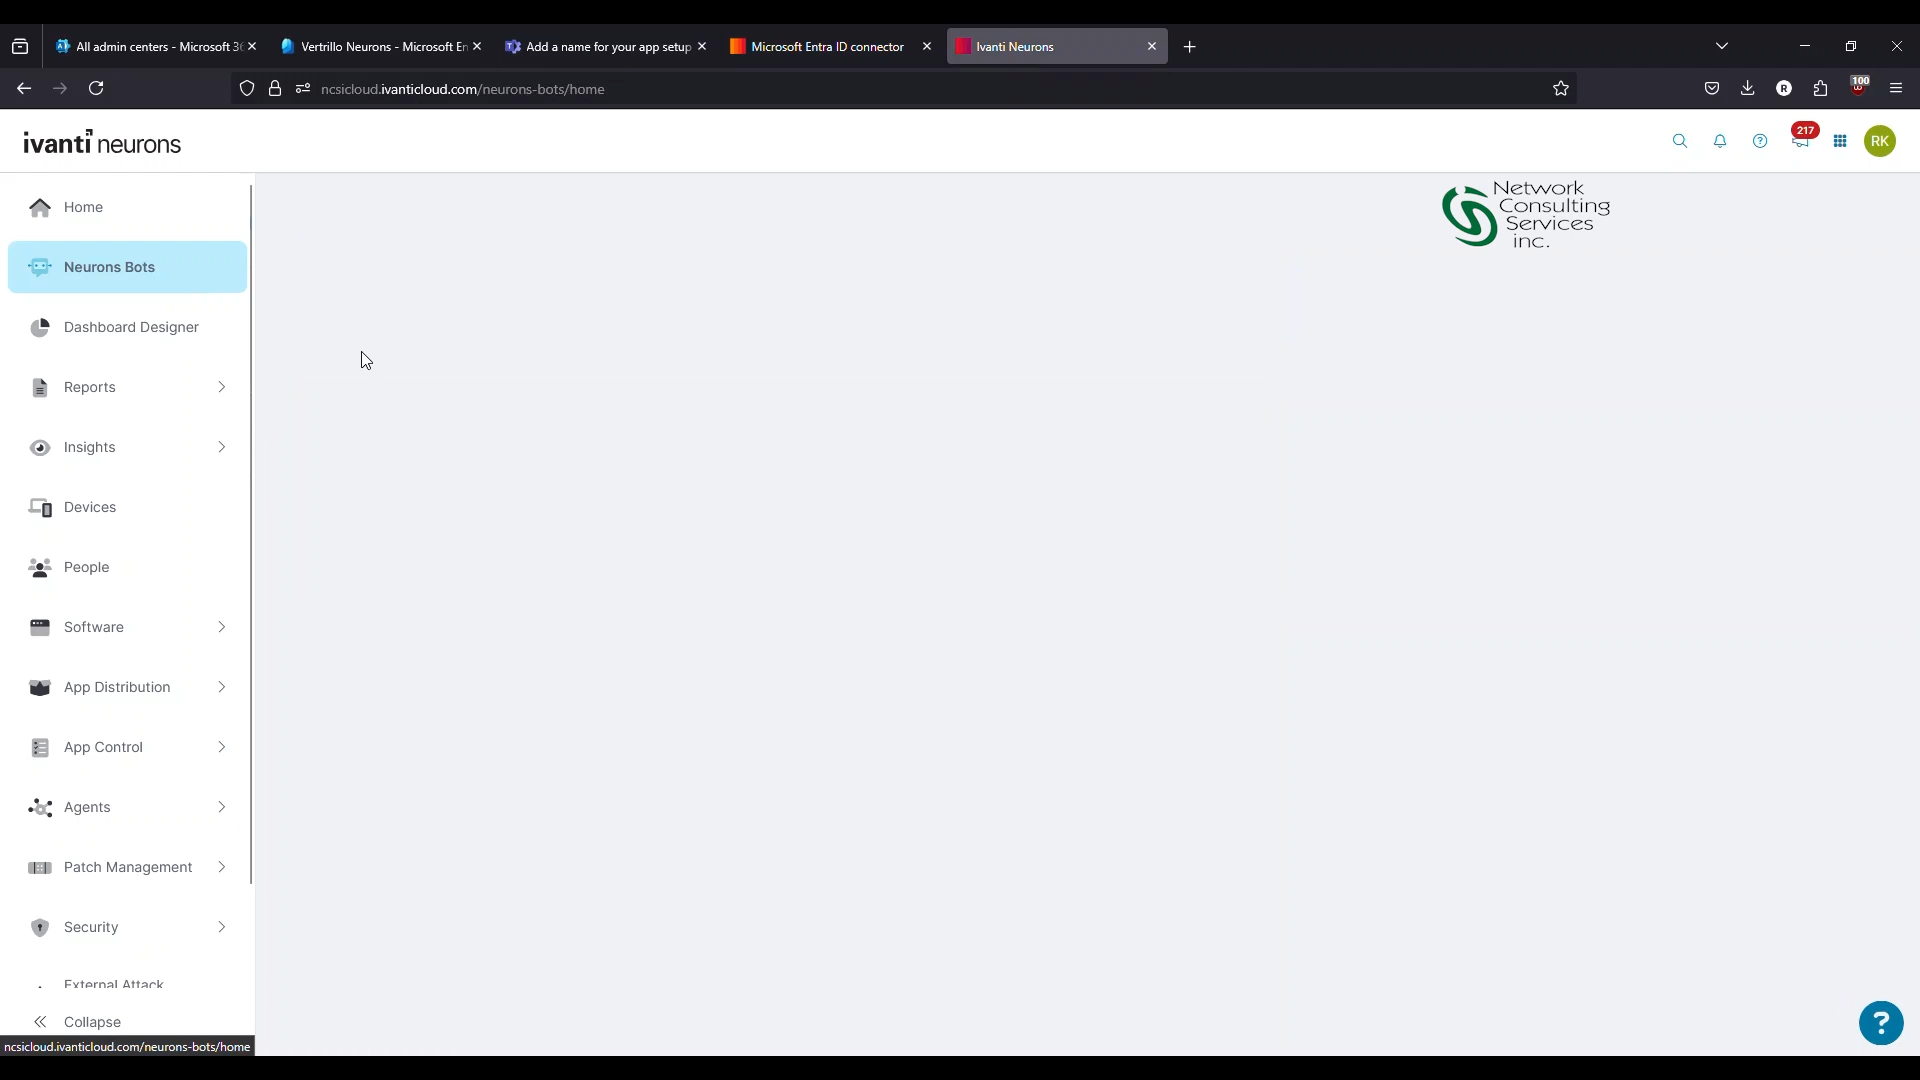 All admin centers - Microsoft 36
Vertrillo Neurons - Microsoft En
Add a name for your app setup
Microsoft Entra ID connector
Ivanti Neurons
ncsicloud.ivanticloud.com/neurons-bots/home
R
100
ivanti neurons
217
RK
Home
Neurons Bots
Dashboard Designer
Reports
Insights
Devices
People
Software
App Distribution
App Control
Agents
Patch Management
Security
External Attack
Collapse
ncsicloud.ivanticloud.com/neurons-bots/home
Network
Consulting
Services
inc.
?